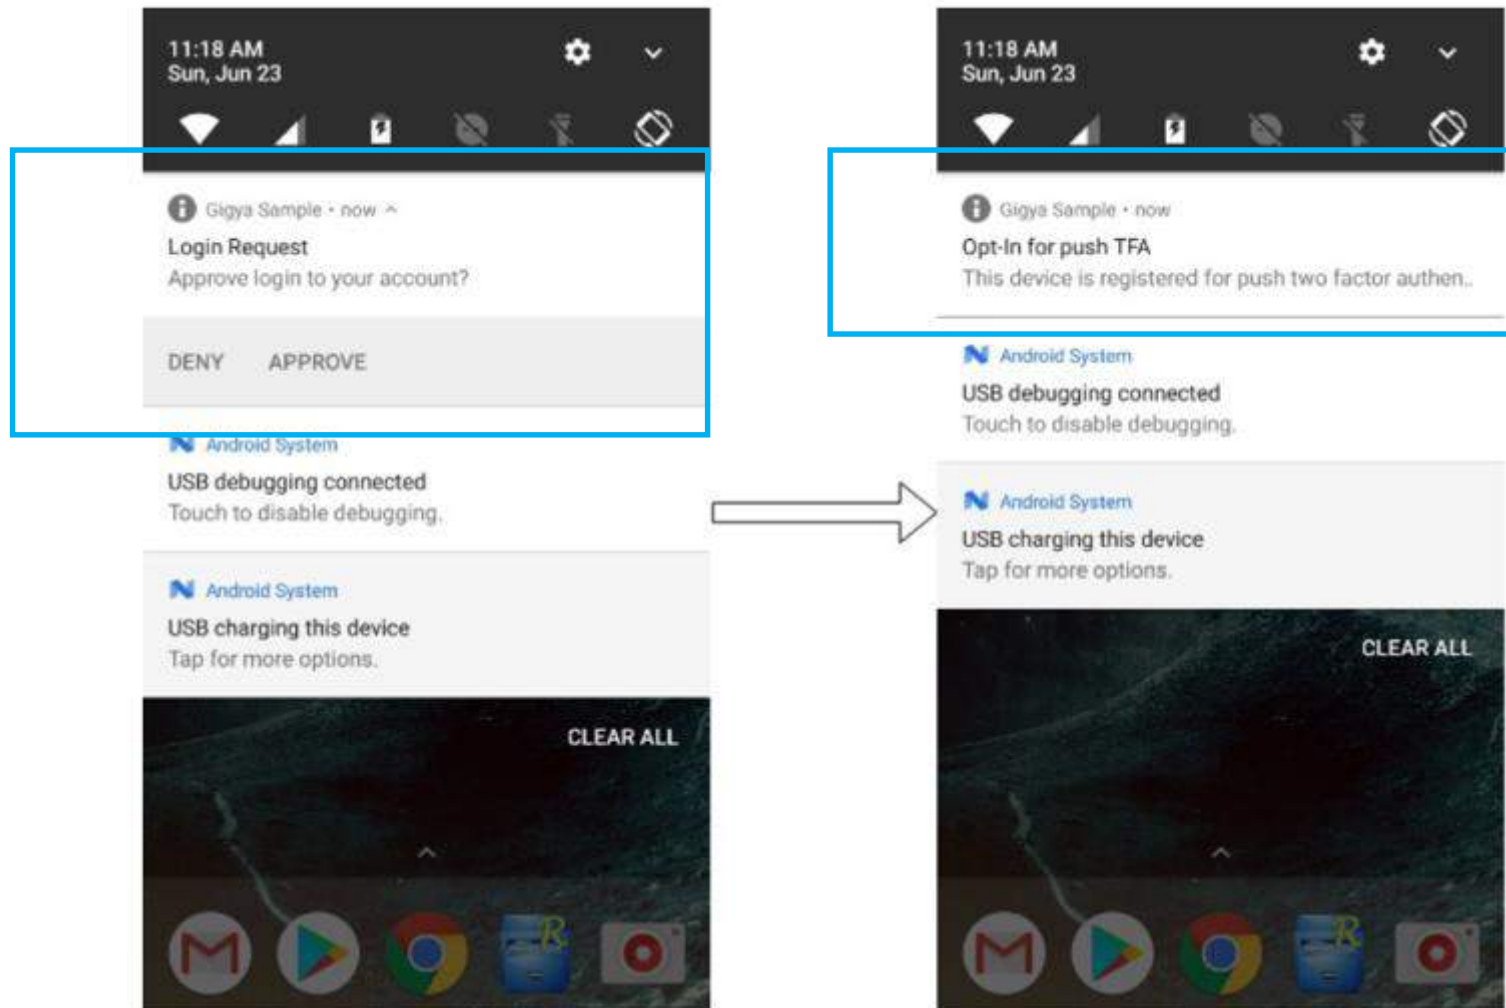 11:18 AM
Sun, Jun 23
Gigya Sample • now
Login Request
Approve login to your account?
DENY APPROVE
Android System
USB debugging connected
Touch to disable debugging.
Android System
USB charging this device
Tap for more options.
CLEAR ALL
R
11:18 AM
Sun, Jun 23
Gigya Sample • now
Opt-In for push TFA
This device is registered for push two factor authen..
Android System
USB debugging connected
Touch to disable debugging.
Android System
USB charging this device
Tap for more options.
CLEAR ALL
R